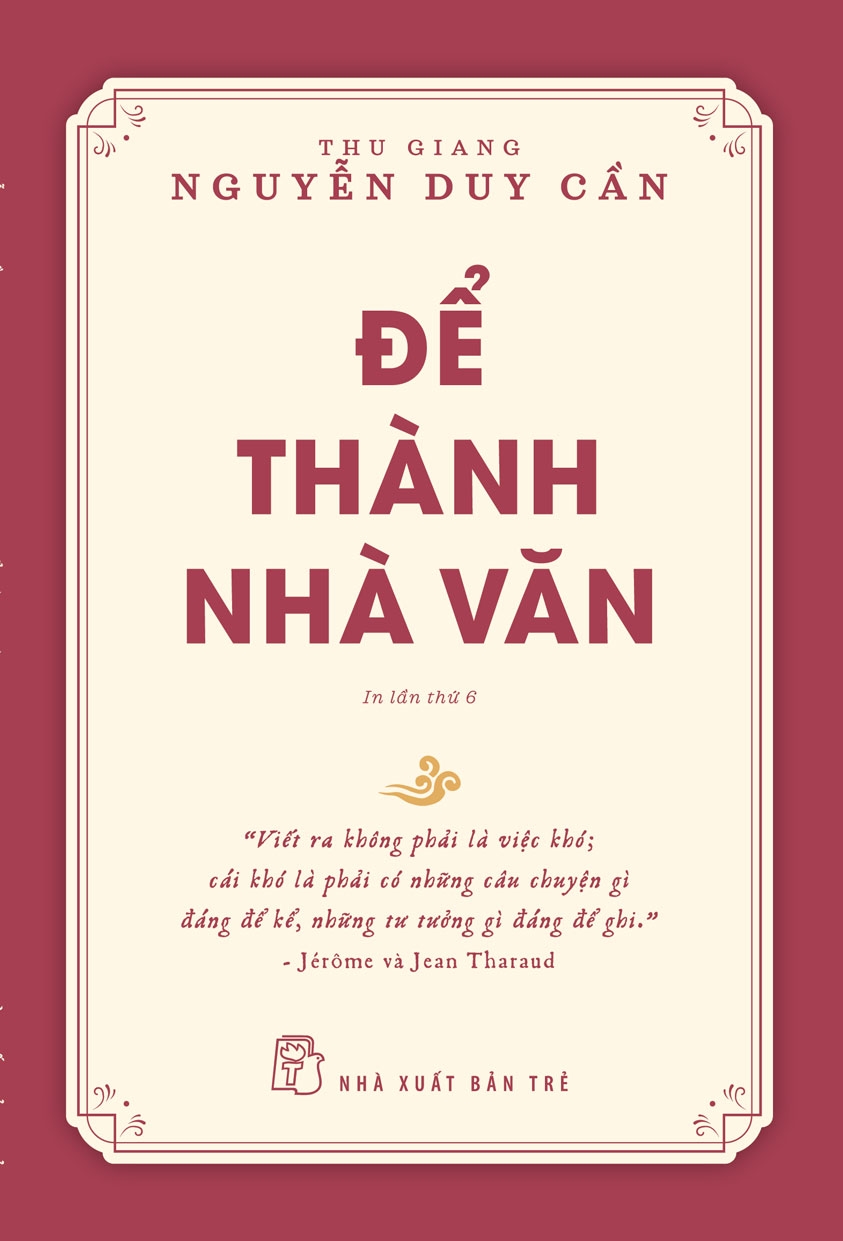 THU GIANG
NGUYỄN DUY CẦN
ĐỂ
THÀNH
NHÀ VĂN
In lần thứ 6
“Viết ra không phải là việc khó;
cái khó là phải có những câu chuyện gì
đáng để kể, những tư tưởng gì đáng để ghi.”
- Jérôme và Jean Tharaud
T
NHÀ XUẤT BẢN TRẺ